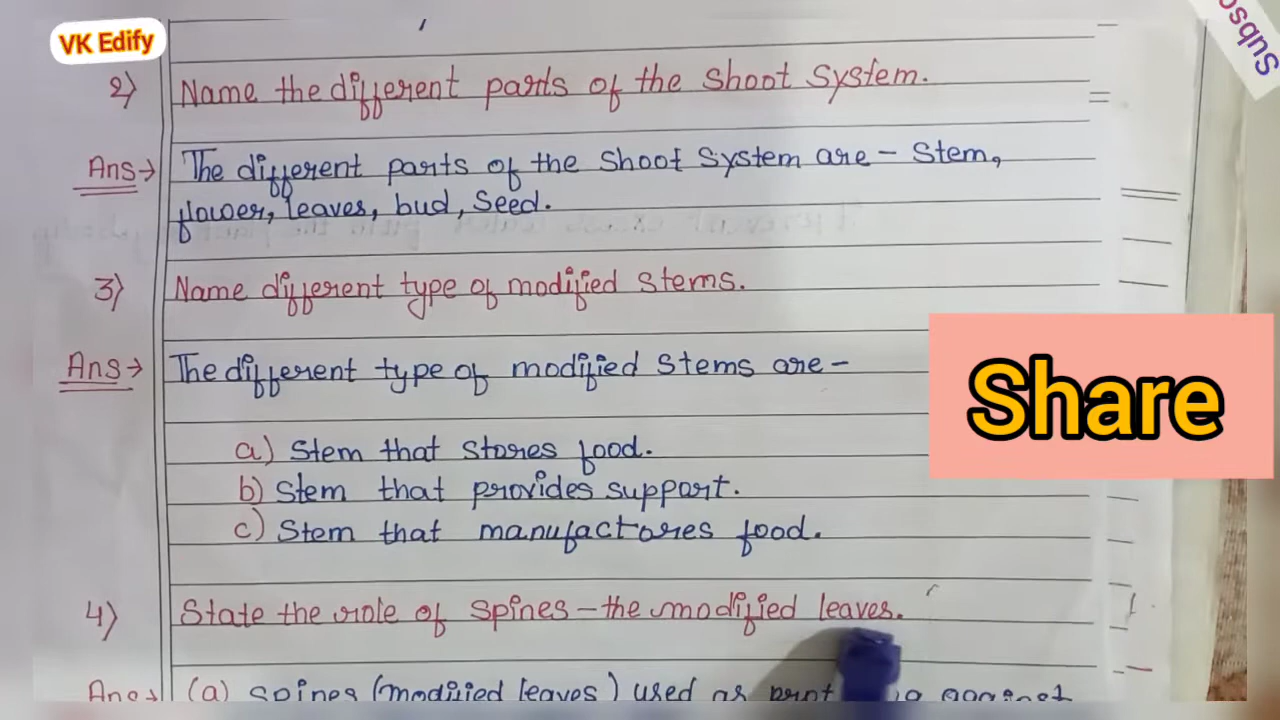 VK Edify
Subsc
2) Name the different parts of the Shoot System.
Ans→ The different parts of the Shoot System are - Stem,
flower, leaves, bud, Seed.
3) Name different type of modified Stems.
Ans→ The different type of modified Stems are -
a) Stem that stores food.
b) Stem that provides support.
c) Stem that manufactores food.
Share
4) State the role of Spines - the modified leaves.
Ans→ (a) Spines (modified leaves) used as against